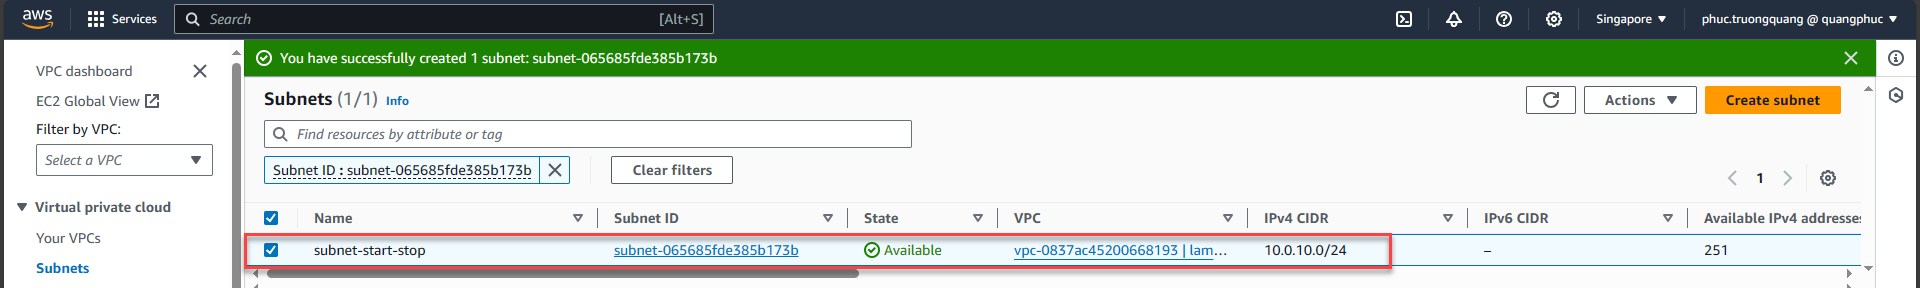 aws Services Search [Alt+S] Singapore phuc.truongquang @ quangphuc
VPC dashboard
EC2 Global View
Filter by VPC:
Select a VPC
Virtual private cloud
Your VPCs
Subnets
You have successfully created 1 subnet: subnet-065685fde385b173b
Subnets (1/1) Info
Actions Create subnet
Find resources by attribute or tag
Subnet ID : subnet-065685fde385b173b Clear filters
1
Name Subnet ID State VPC IPv4 CIDR IPv6 CIDR Available IPv4 addresses
subnet-start-stop subnet-065685fde385b173b Available vpc-0837ac45200668193 | lam... 10.0.10.0/24 – 251